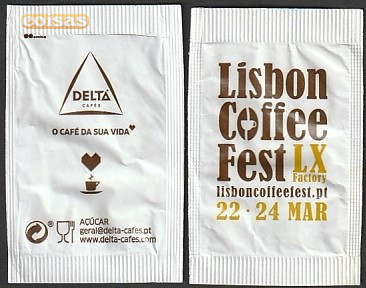 coisas
DELTA
CAFÉS
O CAFÉ DA SUA VIDA
AÇÚCAR
geral@delta-cafes.pt
www.delta-cafes.com
Lisbon
Coffee
Fest LX
Factory
lisboncoffeefest.pt
22 · 24 MAR